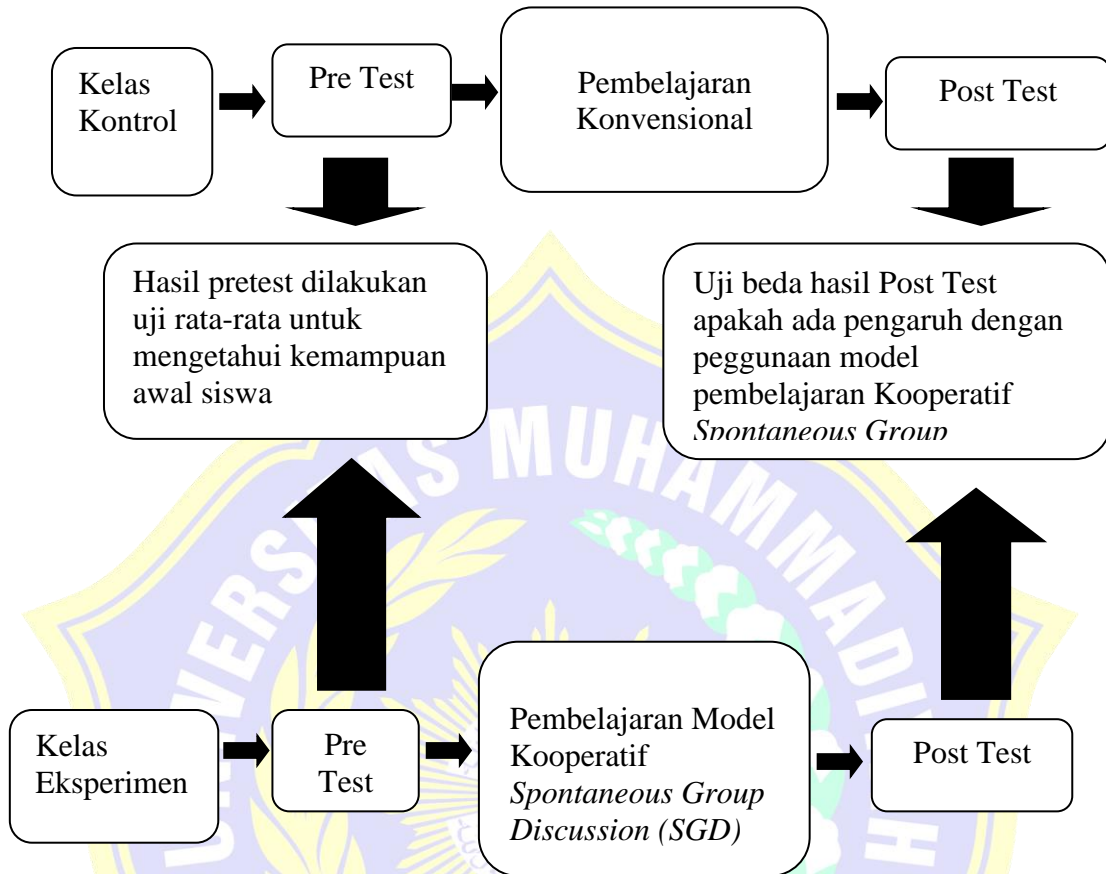 Kelas
Kontrol
Pre Test
Pembelajaran
Konvensional
Post Test
Hasil pretest dilakukan
uji rata-rata untuk
mengetahui kemampuan
awal siswa
Uji beda hasil Post Test
apakah ada pengaruh dengan
peggunaan model
pembelajaran Kooperatif
Spontaneous Group
Kelas
Eksperimen
Pre
Test
Pembelajaran Model
Kooperatif
Spontaneous Group
Discussion (SGD)
Post Test
MUHAMMADI